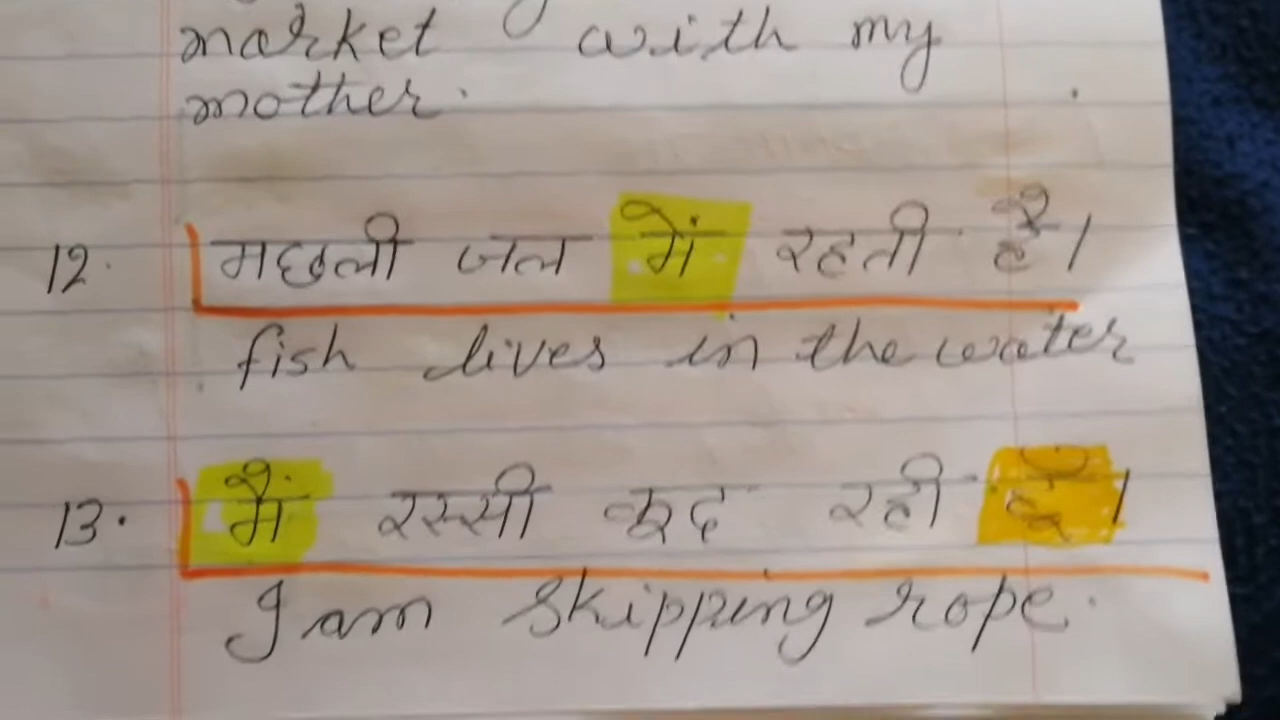 market with my
mother.
12. मछली जल में रहती है।
fish lives in the water
13. मैं रस्सी कूद रही हूँ।
I am skipping rope.